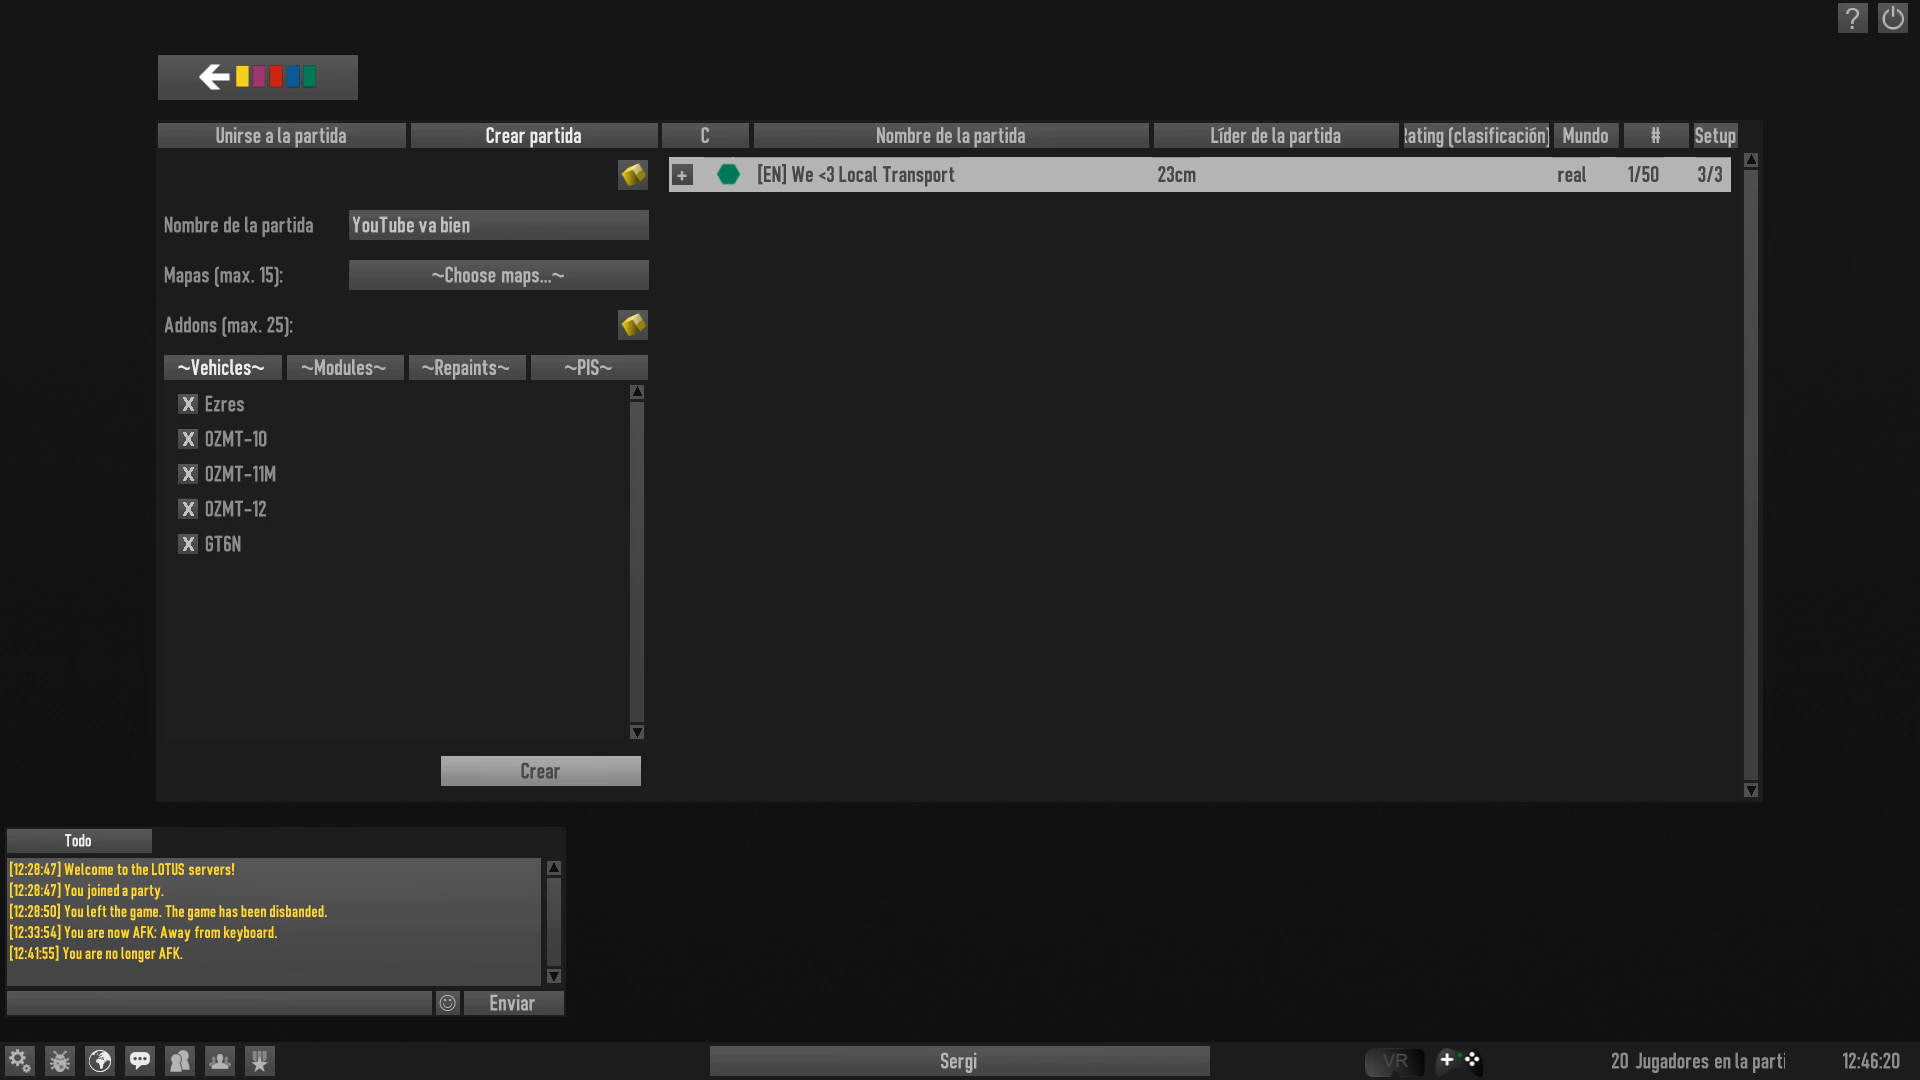 ?
Unirse a la partida
Crear partida
C
Nombre de la partida
Líder de la partida
Rating (clasificación)
Mundo
#
Setup
+
[EN] We <3 Local Transport
23cm
real
1/50
3/3
Nombre de la partida
YouTube va bien
Mapas (max. 15):
~Choose maps...~
Addons (max. 25):
~Vehicles~
~Modules~
~Repaints~
~PIS~
X Ezres
X OZMT-10
X OZMT-11M
X OZMT-12
X GT6N
Crear
Todo
[12:28:47] Welcome to the LOTUS servers!
[12:28:47] You joined a party.
[12:28:50] You left the game. The game has been disbanded.
[12:33:54] You are now AFK: Away from keyboard.
[12:41:55] You are no longer AFK.
Enviar
Sergi
VR
20 Jugadores en la parti
12:46:20